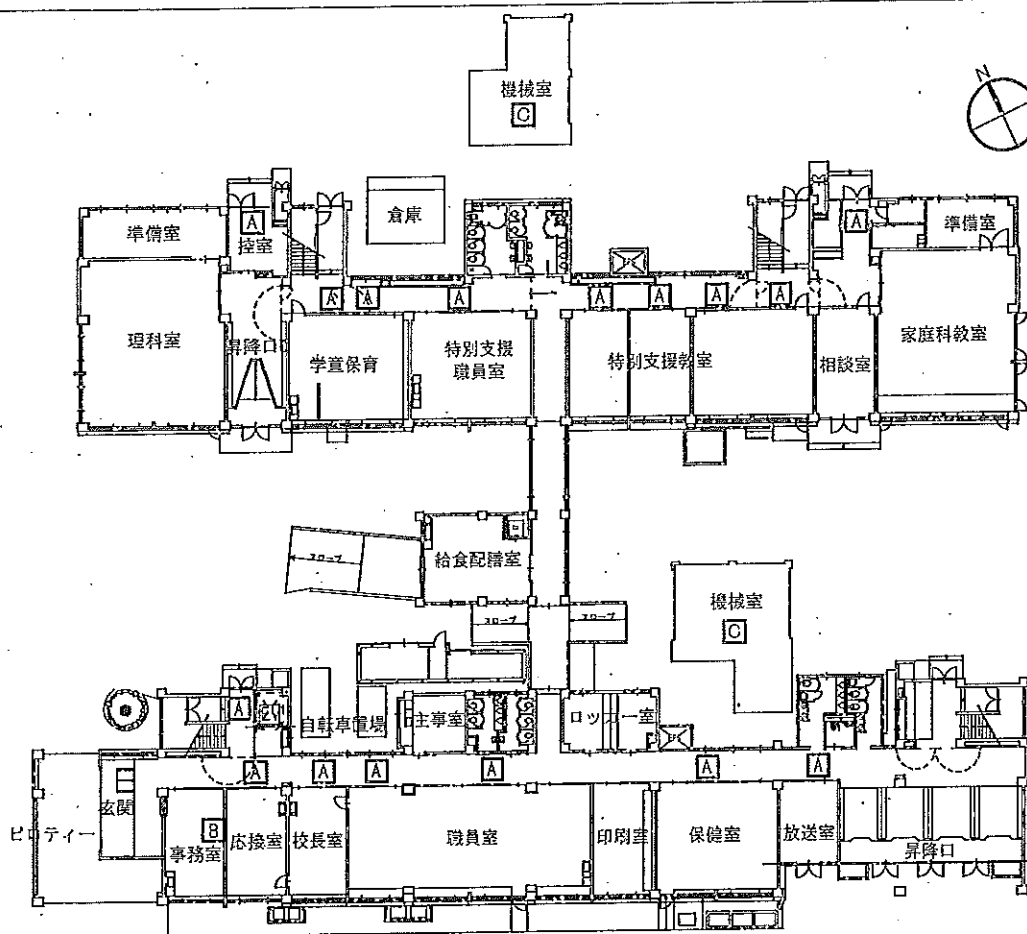 機械室
C
N
A
控室
準備室
倉庫
A
準備室
A
A
A
A
A
A
A
理科室
昇降口
学童保育
特別支援
職員室
特別支援教室
相談室
家庭科教室
スロープ
給食配膳室
スロープ
スロープ
機械室
C
A
自転車置場
主事室
ロッカー室
A
A
A
A
A
A
ピロティー
玄関
事務室
B
応接室
校長室
職員室
印刷室
保健室
放送室
昇降口